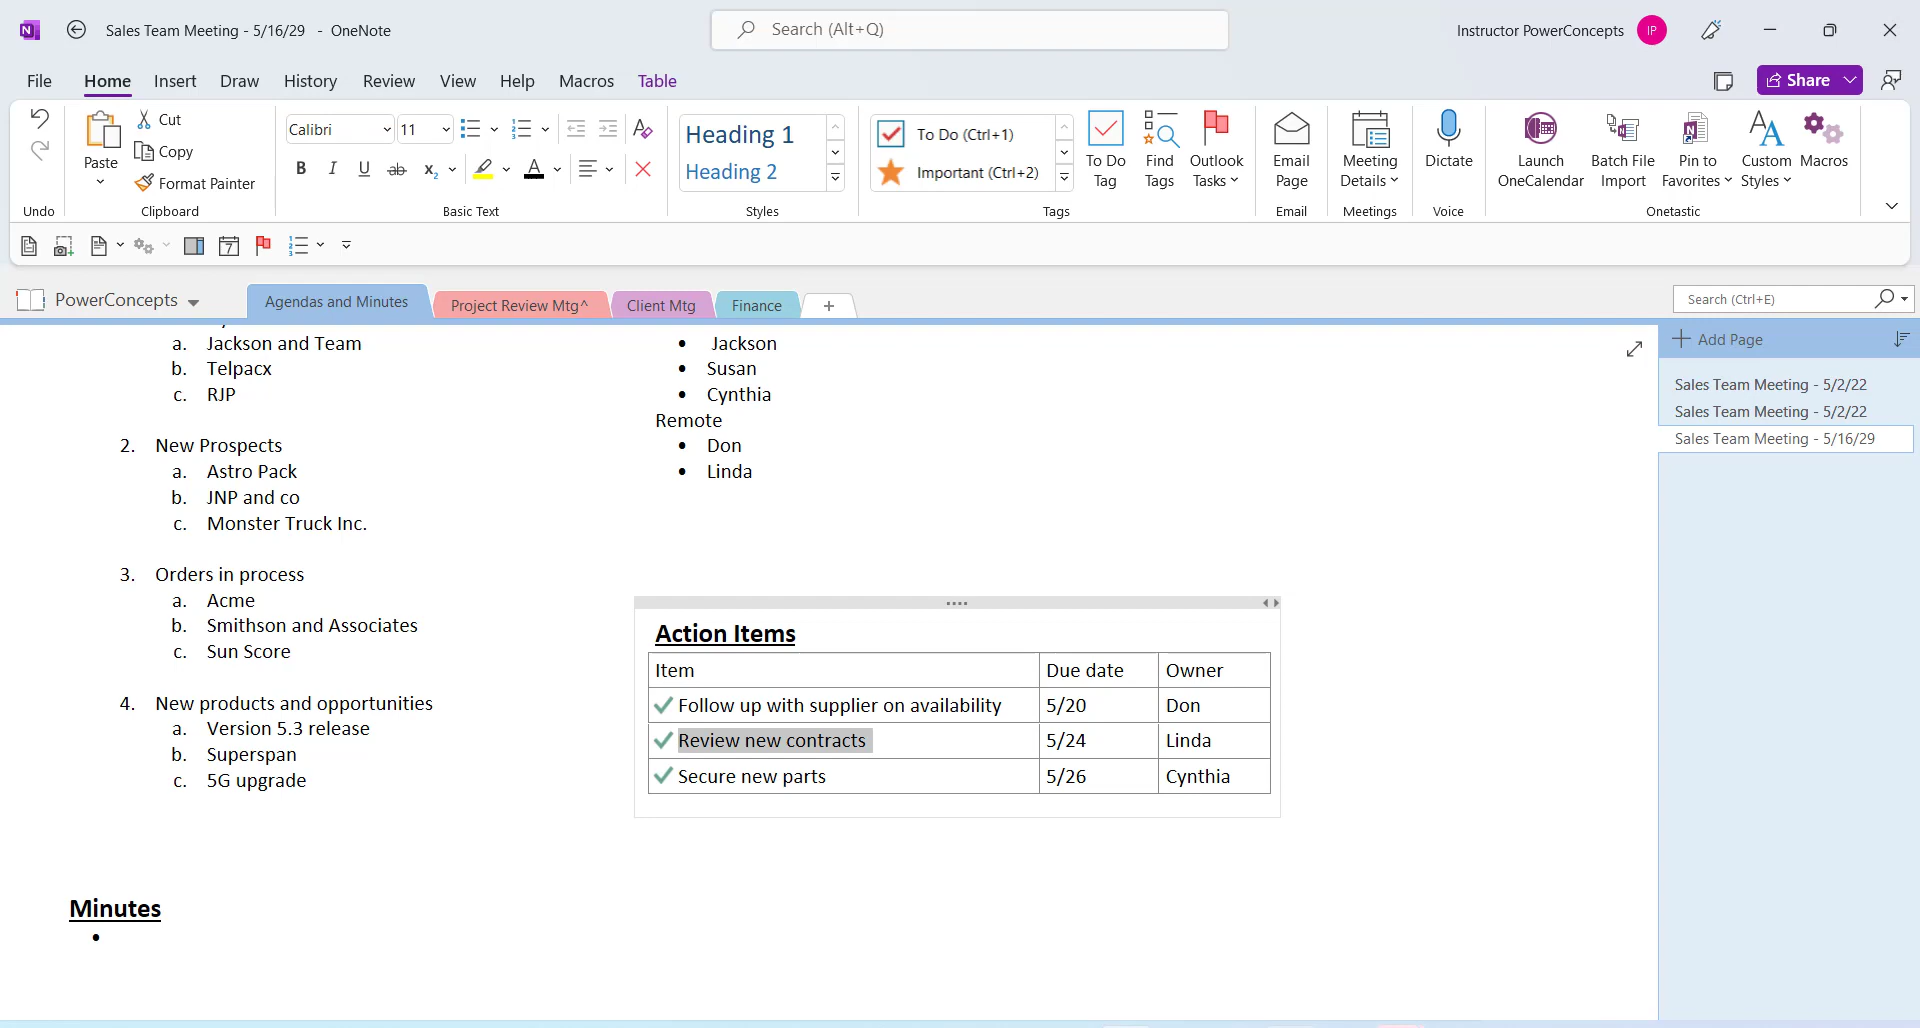 Sales Team Meeting - 5/16/29 - OneNote
Search (Alt+Q)
Instructor PowerConcepts IP
File Home Insert Draw History Review View Help Macros Table
Share
Undo
Paste
Cut
Copy
Format Painter
Clipboard
Calibri 11
B I U ab x₂ A
Basic Text
Heading 1
Heading 2
Styles
To Do (Ctrl+1)
Important (Ctrl+2)
To Do Tag
Find Tags
Outlook Tasks
Tags
Email Page
Email
Meeting Details
Meetings
Dictate
Voice
Launch OneCalendar
Batch File Import
Pin to Favorites
Custom Styles
Macros
Onetastic
PowerConcepts
Agendas and Minutes
Project Review Mtg^
Client Mtg
Finance
+
Search (Ctrl+E)
a. Jackson and Team
b. Telpacx
c. RJP
2. New Prospects
a. Astro Pack
b. JNP and co
c. Monster Truck Inc.
3. Orders in process
a. Acme
b. Smithson and Associates
c. Sun Score
4. New products and opportunities
a. Version 5.3 release
b. Superspan
c. 5G upgrade
Minutes
•
• Jackson
• Susan
• Cynthia
Remote
• Don
• Linda
Action Items
Item Due date Owner
Follow up with supplier on availability 5/20 Don
Review new contracts 5/24 Linda
Secure new parts 5/26 Cynthia
Add Page
Sales Team Meeting - 5/2/22
Sales Team Meeting - 5/2/22
Sales Team Meeting - 5/16/29